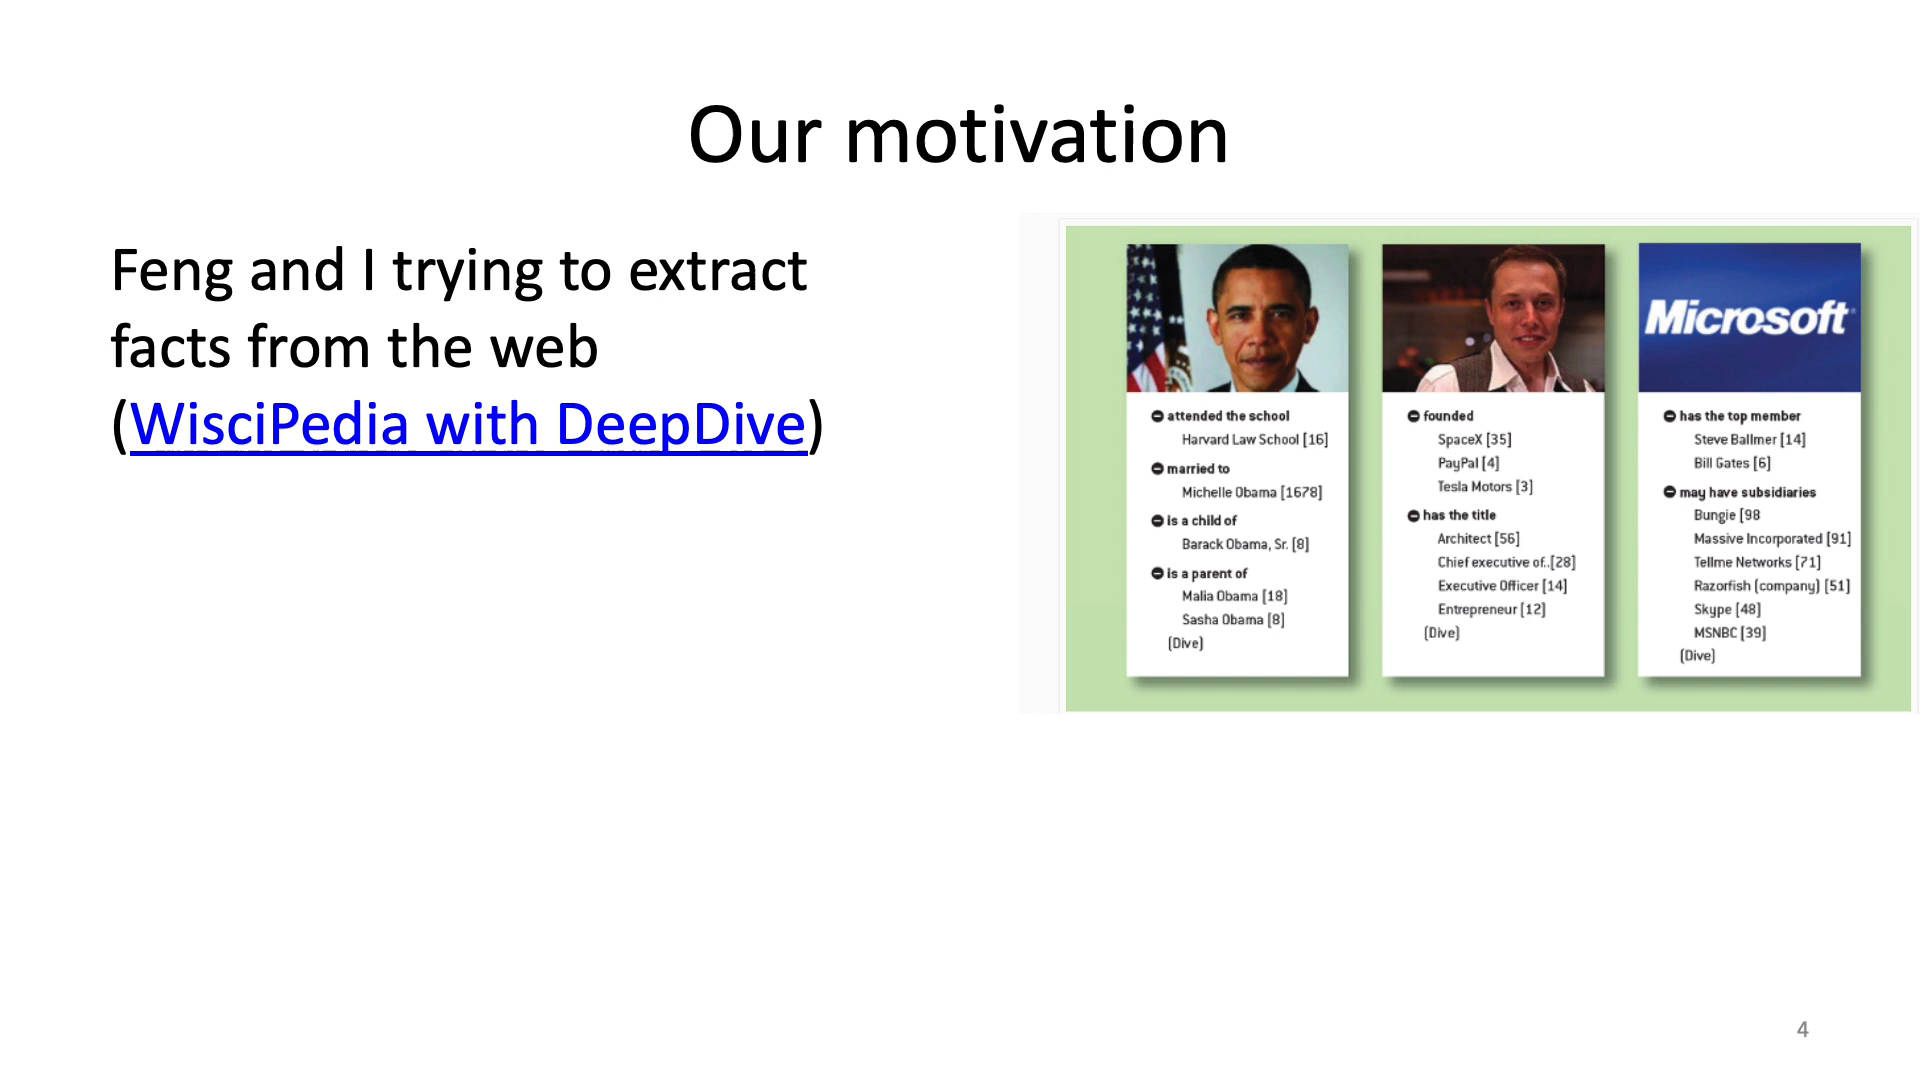 Our motivation
Feng and I trying to extract
facts from the web
(WisciPedia with DeepDive)
Microsoft
attended the school
Harvard Law School [16]
married to
Michelle Obama [1678]
is a child of
Barack Obama, Sr. [8]
is a parent of
Malia Obama [18]
Sasha Obama [8]
(Dive)
founded
SpaceX [35]
PayPal [4]
Tesla Motors [3]
has the title
Architect [56]
Chief executive of..[28]
Executive Officer [14]
Entrepreneur [12]
(Dive)
has the top member
Steve Ballmer [14]
Bill Gates [6]
may have subsidiaries
Bungie [98
Massive Incorporated [91]
Tellme Networks [71]
Razorfish (company) [51]
Skype [48]
MSNBC [39]
(Dive)
4